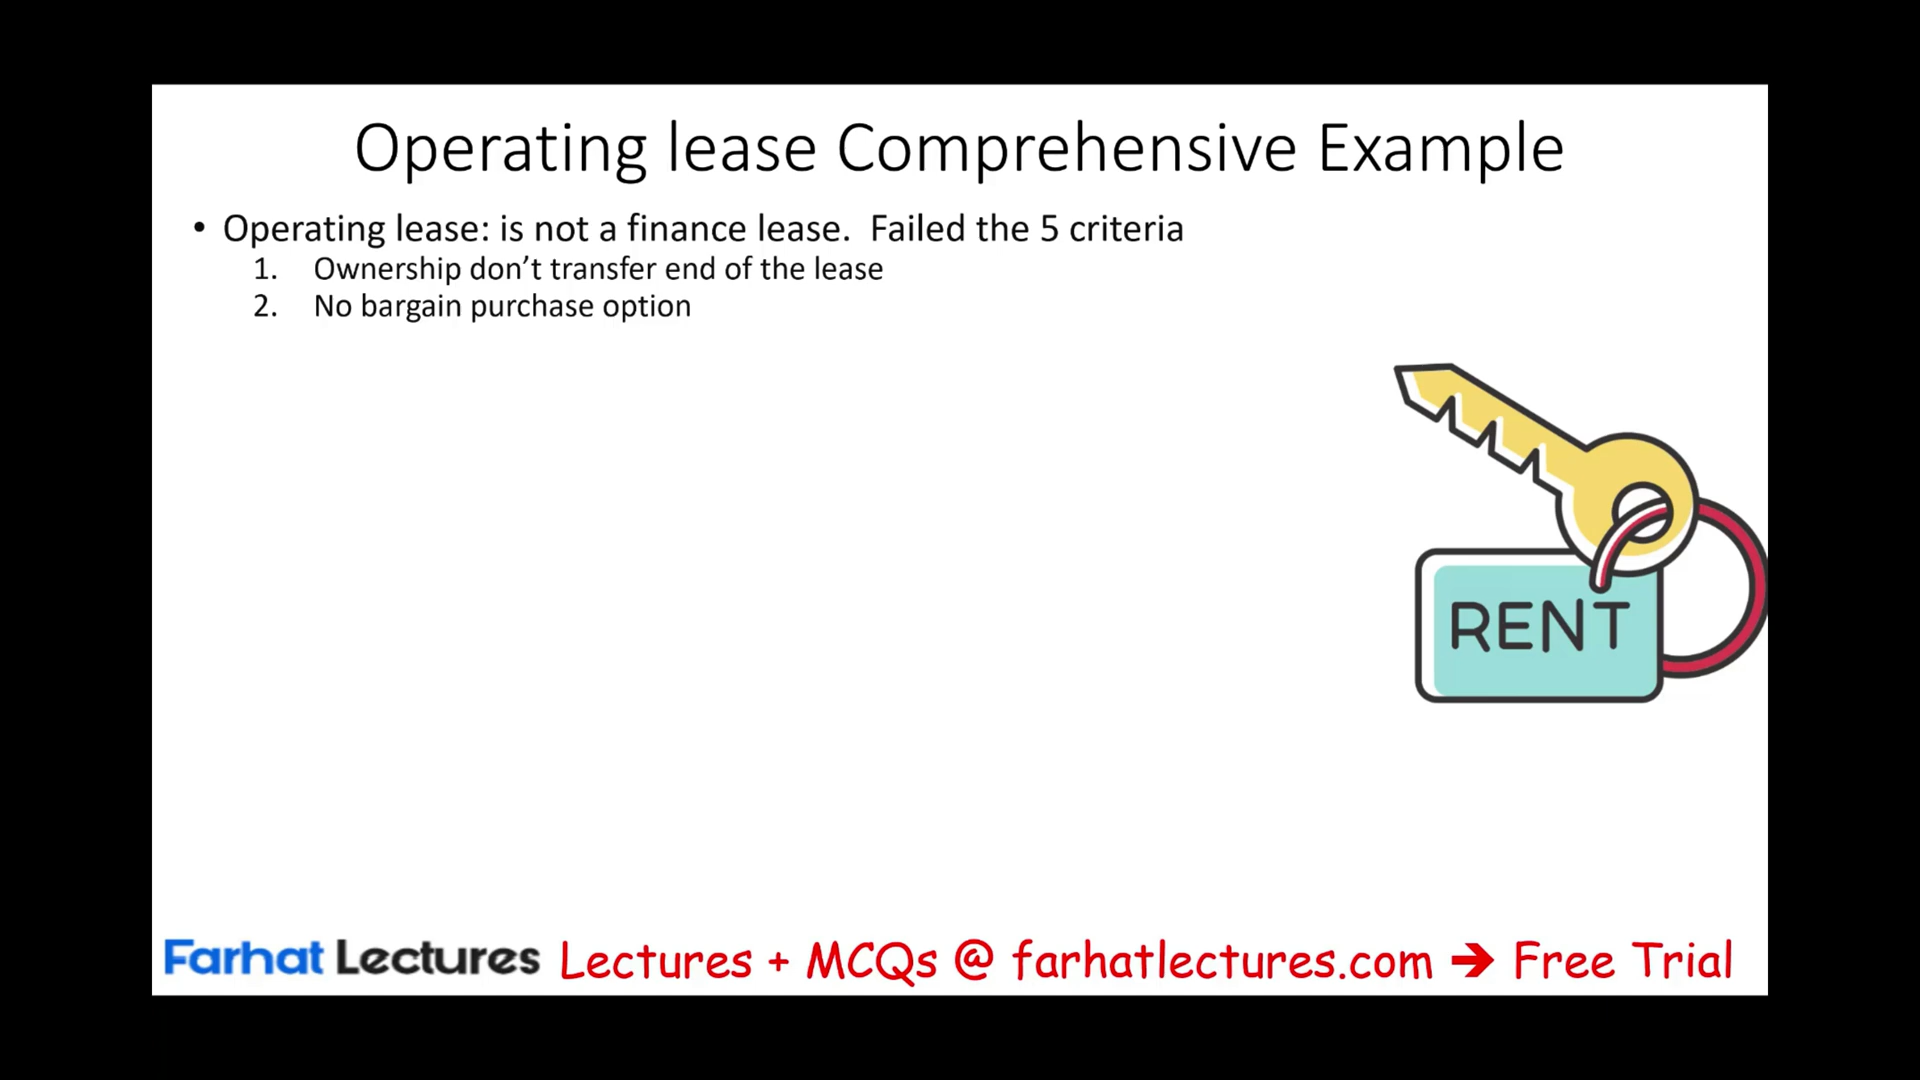 Operating lease Comprehensive Example
• Operating lease: is not a finance lease.  Failed the 5 criteria
1. Ownership don’t transfer end of the lease
2. No bargain purchase option
RENT
Farhat Lectures Lectures + MCQs @ farhatlectures.com ➔ Free Trial